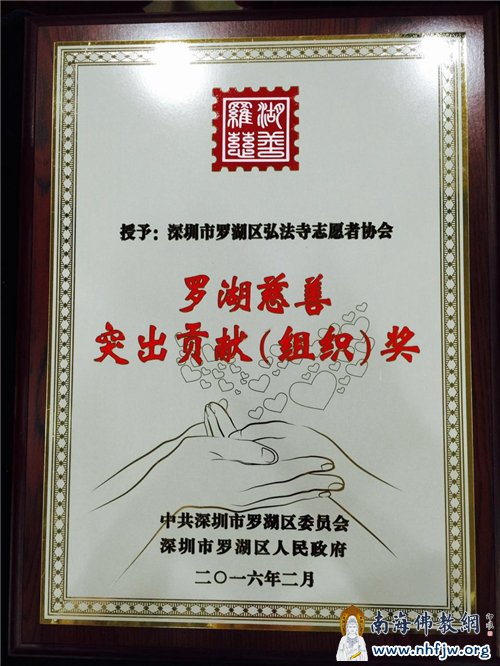 羅湖
慈善
授予：深圳市罗湖区弘法寺志愿者协会
罗湖慈善
突出贡献(组织)奖
中共深圳市罗湖区委员会
深圳市罗湖区人民政府
二〇一六年二月
南海佛教網
www.nhfjw.org